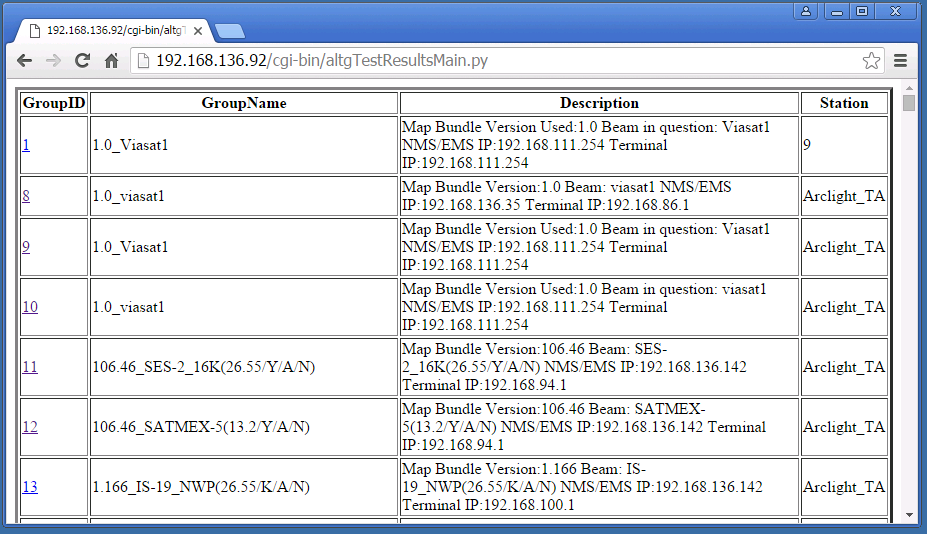 192.168.136.92/cgi-bin/altgT
192.168.136.92/cgi-bin/altgTestResultsMain.py
GroupID GroupName Description Station
1 1.0_Viasat1 Map Bundle Version Used:1.0 Beam in question: Viasat1
NMS/EMS IP:192.168.111.254 Terminal
IP:192.168.111.254 9
8 1.0_viasat1 Map Bundle Version:1.0 Beam: viasat1 NMS/EMS
IP:192.168.136.35 Terminal IP:192.168.86.1 Arclight_TA
9 1.0_Viasat1 Map Bundle Version Used:1.0 Beam in question: Viasat1
NMS/EMS IP:192.168.111.254 Terminal
IP:192.168.111.254 Arclight_TA
10 1.0_viasat1 Map Bundle Version Used:1.0 Beam in question: viasat1
NMS/EMS IP:192.168.111.254 Terminal
IP:192.168.111.254 Arclight_TA
11 106.46_SES-2_16K(26.55/Y/A/N) Map Bundle Version:106.46 Beam: SES-
2_16K(26.55/Y/A/N) NMS/EMS IP:192.168.136.142
Terminal IP:192.168.94.1 Arclight_TA
12 106.46_SATMEX-5(13.2/Y/A/N) Map Bundle Version:106.46 Beam: SATMEX-
5(13.2/Y/A/N) NMS/EMS IP:192.168.136.142 Terminal
IP:192.168.94.1 Arclight_TA
13 1.166_IS-19_NWP(26.55/K/A/N) Map Bundle Version:1.166 Beam: IS-
19_NWP(26.55/K/A/N) NMS/EMS IP:192.168.136.142
Terminal IP:192.168.100.1 Arclight_TA